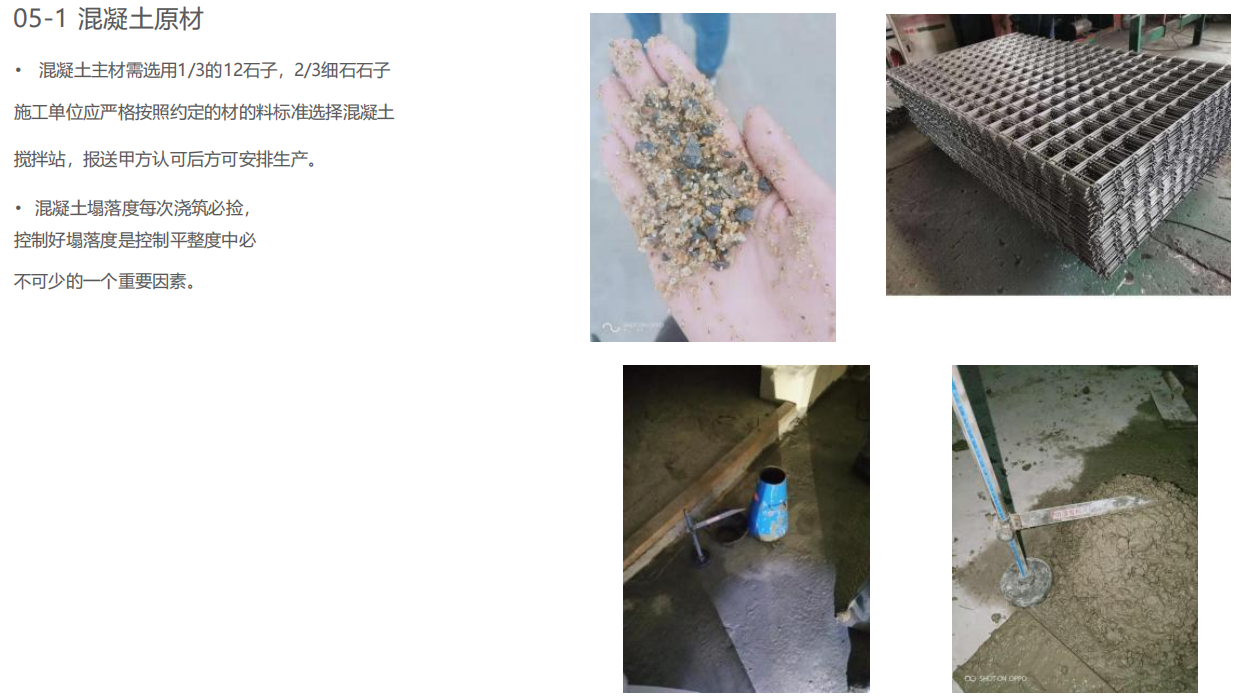 05-1 混凝土原材
• 混凝土主材需选用1/3的12石子，2/3细石石子
施工单位应严格按照约定的材的料标准选择混凝土
搅拌站，报送甲方认可后方可安排生产。
• 混凝土塌落度每次浇筑必捡，
控制好塌落度是控制平整度中必
不可少的一个重要因素。
SHOT ON OPPO